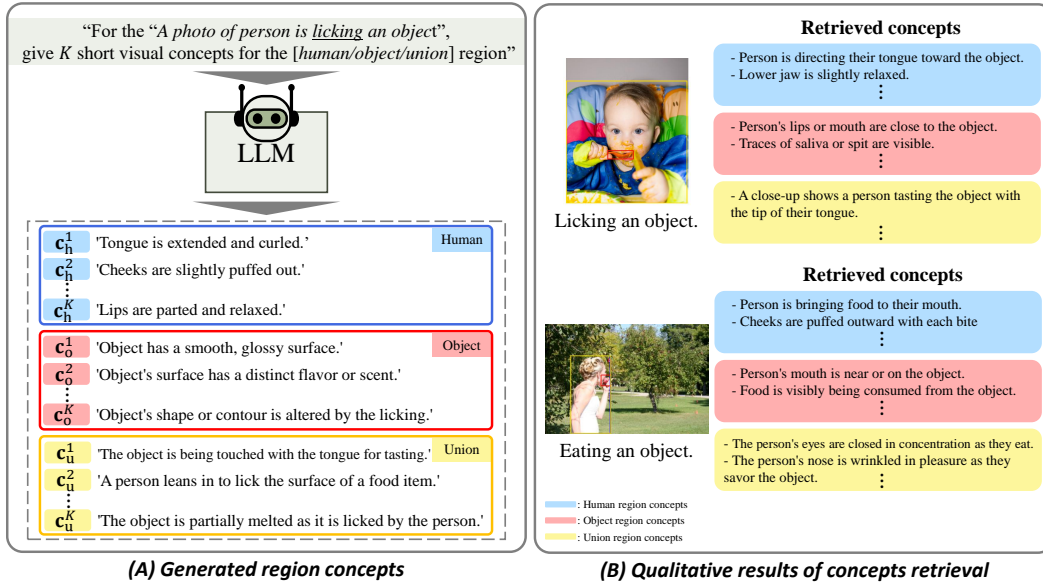 “For the “A photo of person is licking an object”,
give K short visual concepts for the [human/object/union] region”
LLM
c_h^1 'Tongue is extended and curled.’
Human
c_h^2 'Cheeks are slightly puffed out.'
c_h^K 'Lips are parted and relaxed.'
c_o^1 'Object has a smooth, glossy surface.'
Object
c_o^2 'Object's surface has a distinct flavor or scent.'
c_o^K 'Object's shape or contour is altered by the licking.'
c_u^1 'The object is being touched with the tongue for tasting.'
Union
c_u^2 'A person leans in to lick the surface of a food item.'
c_u^K 'The object is partially melted as it is licked by the person.'
(A) Generated region concepts
Retrieved concepts
- Person is directing their tongue toward the object.
- Lower jaw is slightly relaxed.
- Person's lips or mouth are close to the object.
- Traces of saliva or spit are visible.
- A close-up shows a person tasting the object with
the tip of their tongue.
Licking an object.
Retrieved concepts
- Person is bringing food to their mouth.
- Cheeks are puffed outward with each bite
- Person's mouth is near or on the object.
- Food is visibly being consumed from the object.
- The person's eyes are closed in concentration as they eat.
- The person's nose is wrinkled in pleasure as they
savor the object.
Eating an object.
: Human region concepts
: Object region concepts
: Union region concepts
(B) Qualitative results of concepts retrieval